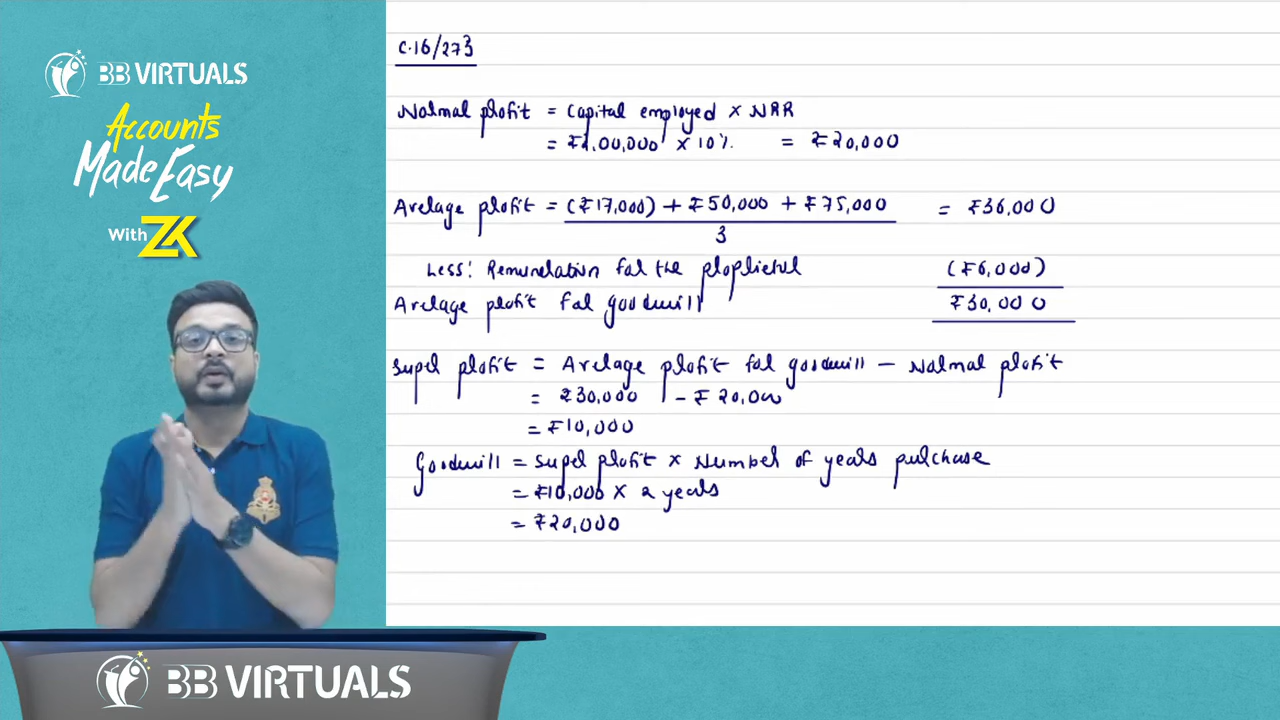 BB VIRTUALS
Accounts
Made Easy
With ZK
C.16/273
Normal profit = Capital employed × NRR
= ₹2,00,000 × 10% = ₹20,000
Average profit = (₹17,000) + ₹50,000 + ₹75,000 = ₹36,000
3
Less: Remuneration for the proprietor (₹6,000)
Average profit for goodwill ₹30,000
Super profit = Average profit for goodwill – Normal profit
= ₹30,000 – ₹20,000
= ₹10,000
Goodwill = Super profit × Number of years purchase
= ₹10,000 × 2 years
= ₹20,000
BB VIRTUALS